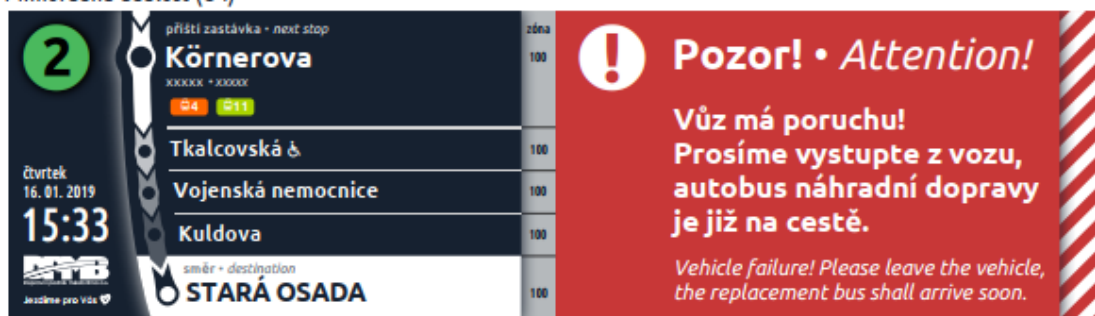 2
příští zastávka • next stop
zóna
Körnerova
100
xxxxx • xxxxx
4 11
Tkalcovská
100
čtvrtek
16. 01. 2019
Vojenská nemocnice
100
15:33
Kuldova
100
směr • destination
STARÁ OSADA
100
Jezdíme pro Vás
Pozor! • Attention!
Vůz má poruchu!
Prosíme vystupte z vozu,
autobus náhradní dopravy
je již na cestě.
Vehicle failure! Please leave the vehicle,
the replacement bus shall arrive soon.